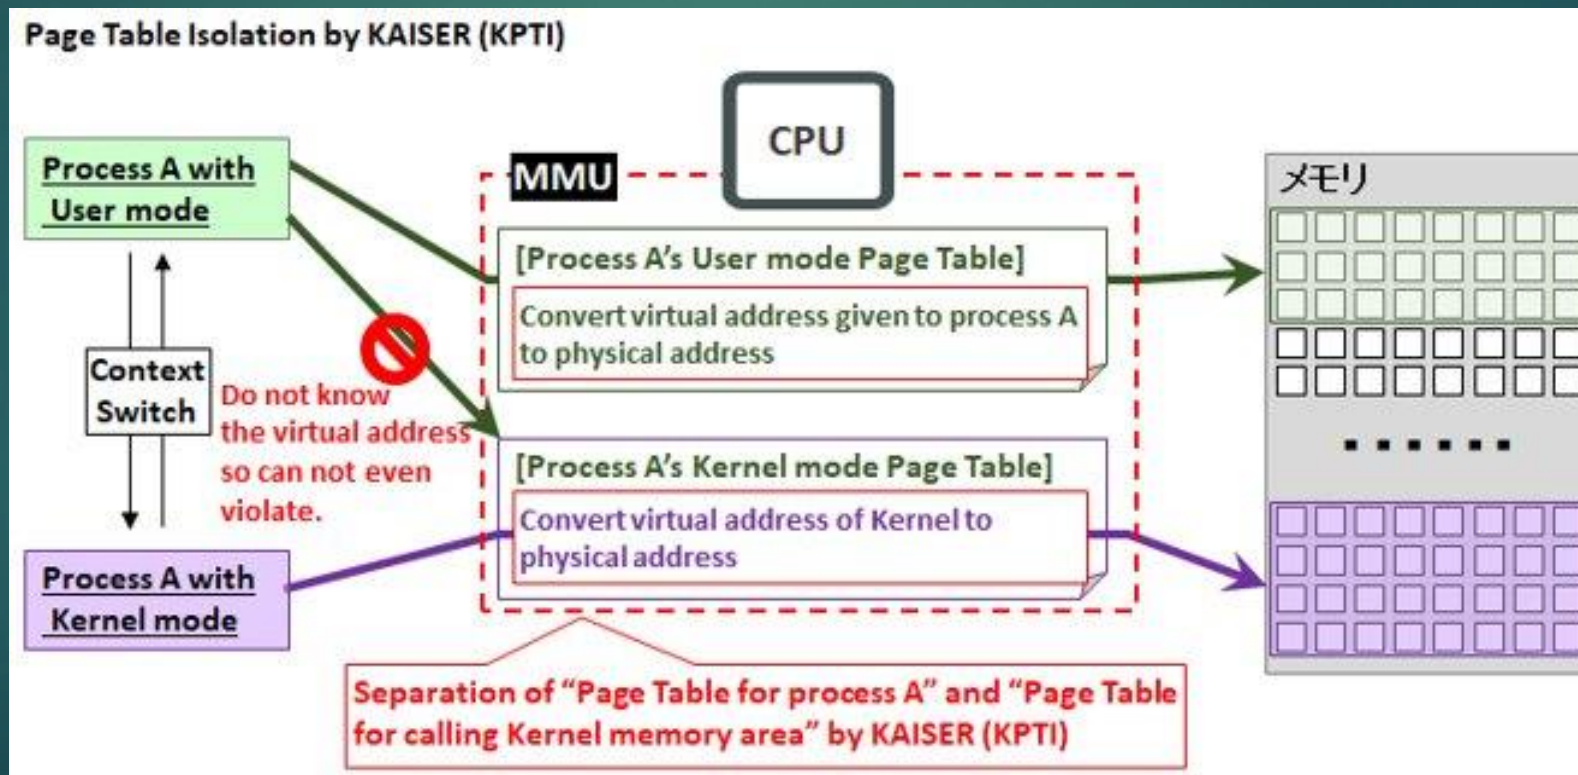 Page Table Isolation by KAISER (KPTI)
CPU
MMU
Process A with
User mode
メモリ
[Process A's User mode Page Table]
Convert virtual address given to process A
to physical address
Context
Switch
Do not know
the virtual address
so can not even
violate.
[Process A's Kernel mode Page Table]
Convert virtual address of Kernel to
physical address
Process A with
Kernel mode
Separation of “Page Table for process A” and “Page Table
for calling Kernel memory area” by KAISER (KPTI)